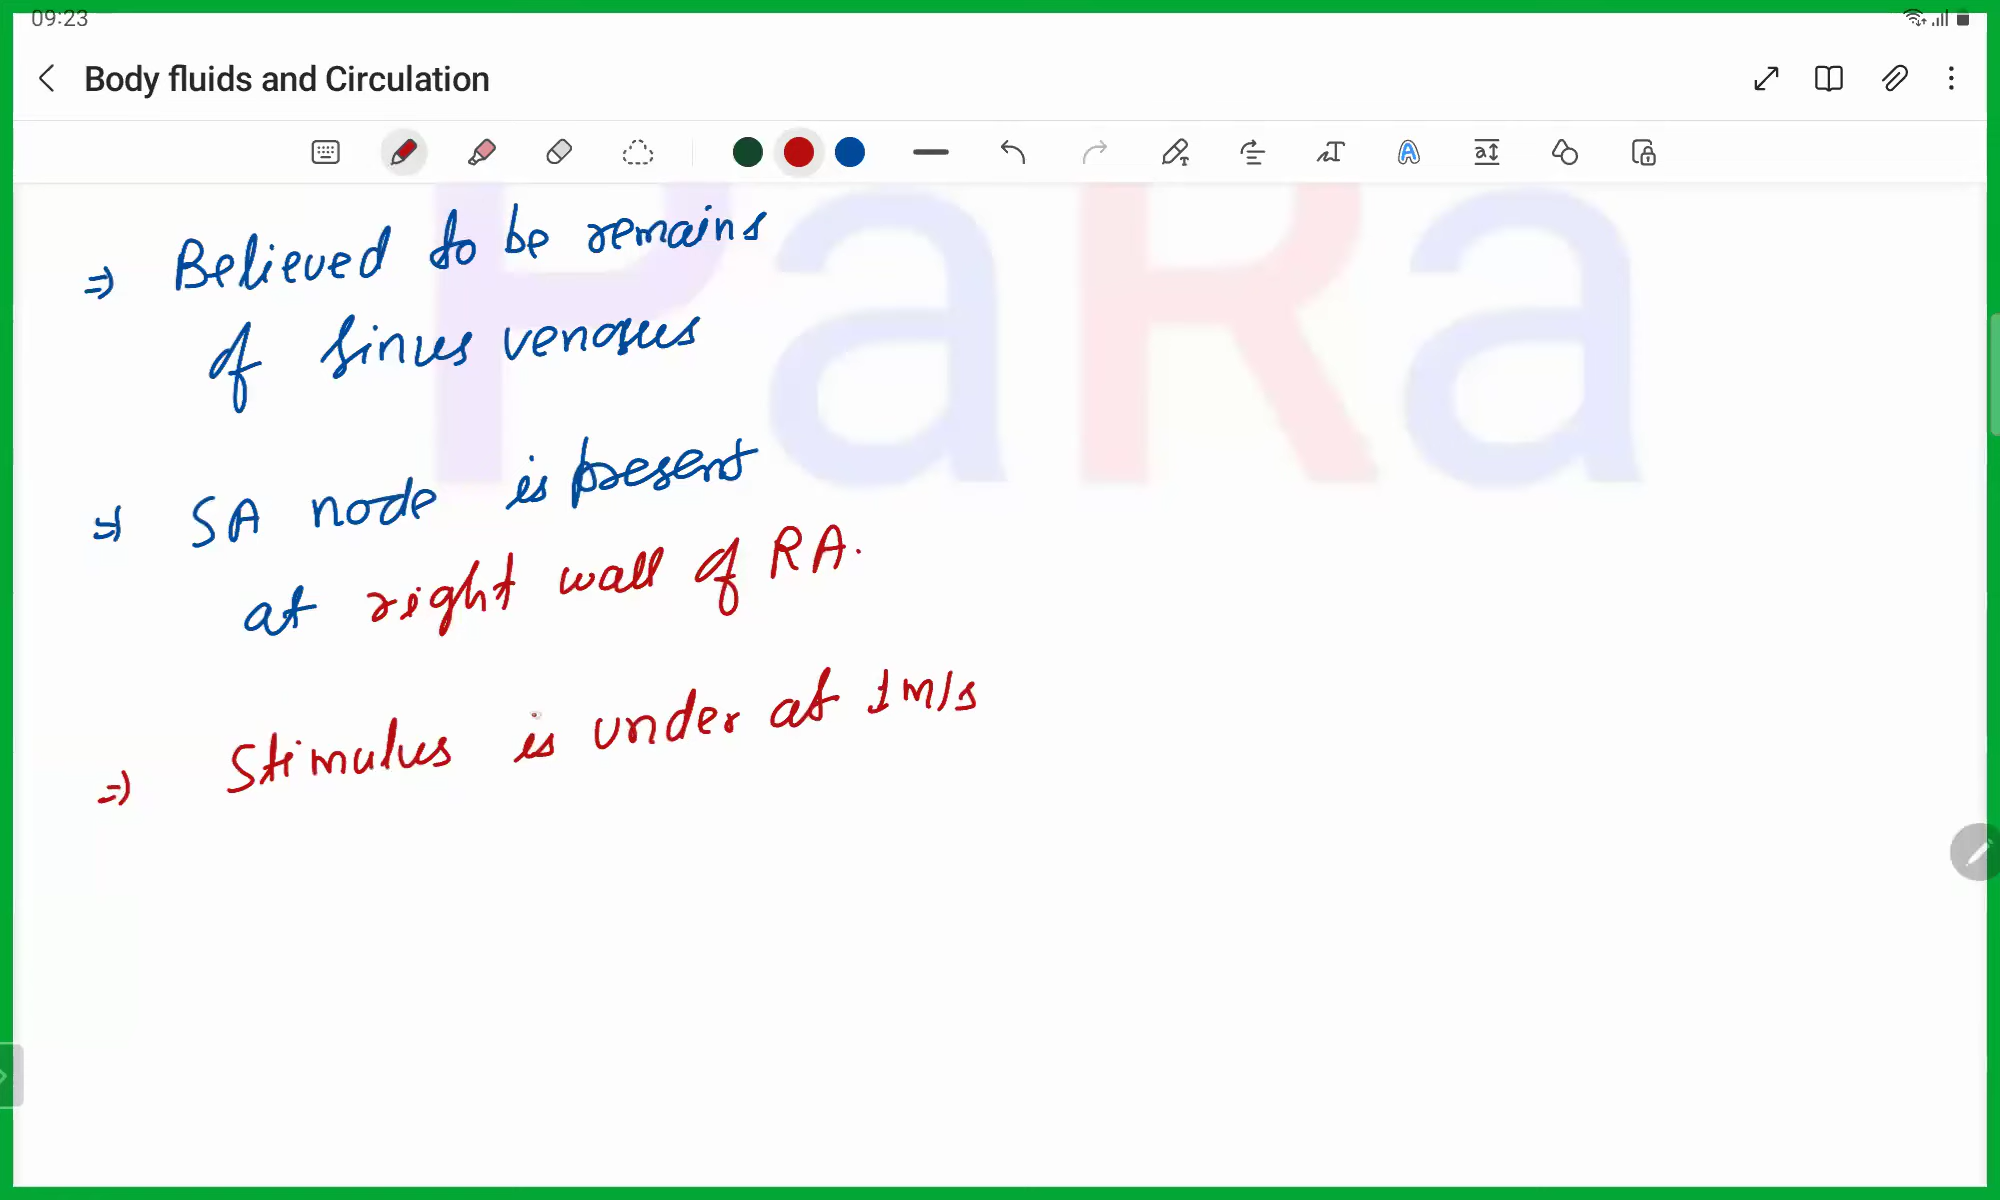 09:23
Body fluids and Circulation
PaRa
⇒ Believed to be remains
of sinus venosus
⇒ SA node is present
at right wall of RA.
⇒ Stimulus is under at 1m/s